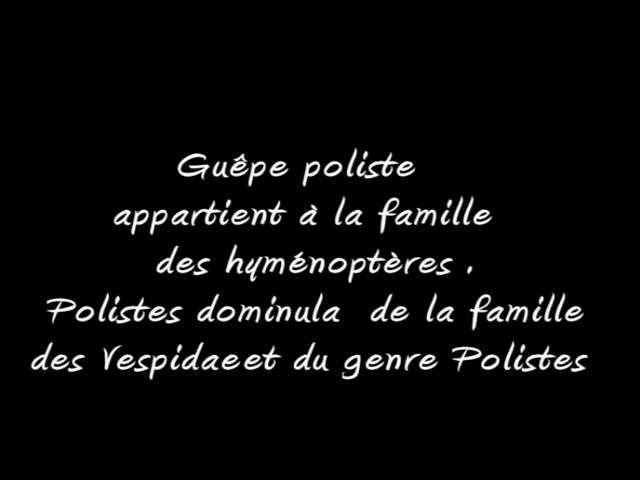 Guêpe poliste
appartient à la famille
des hyménoptères .
Polistes dominula de la famille
des Vespidaeet du genre Polistes